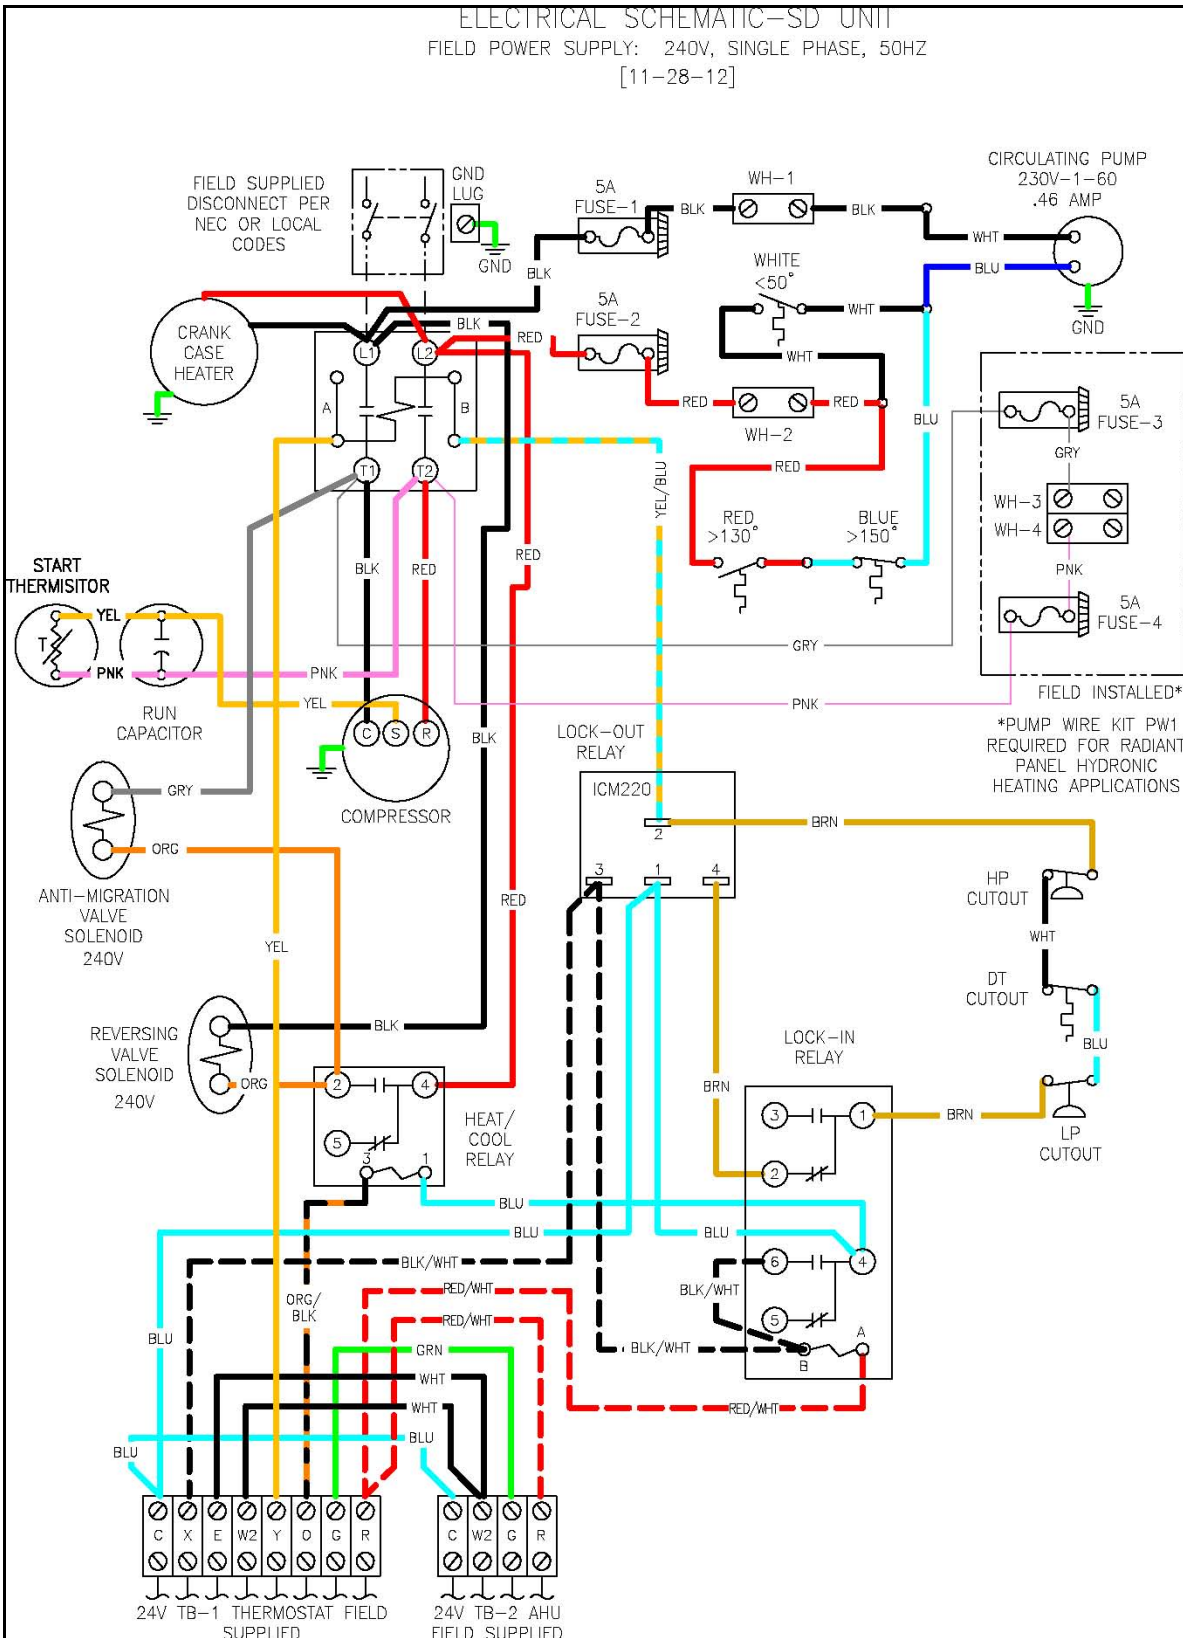 ELECTRICAL SCHEMATIC-SD UNIT
FIELD POWER SUPPLY: 240V, SINGLE PHASE, 50HZ
[11-28-12]
FIELD SUPPLIED
DISCONNECT PER
NEC OR LOCAL
CODES
GND
LUG
GND
5A
FUSE-1
BLK
BLK
WH-1
BLK
CIRCULATING PUMP
230V-1-60
.46 AMP
WHT
BLU
GND
WHITE
<50°
WHT
WHT
5A
FUSE-2
RED
RED
WH-2
RED
RED
BLU
CRANK
CASE
HEATER
BLK
L1
L2
A
B
T1
T2
5A
FUSE-3
GRY
WH-3
WH-4
PNK
5A
FUSE-4
FIELD INSTALLED*
*PUMP WIRE KIT PW1
REQUIRED FOR RADIANT
PANEL HYDRONIC
HEATING APPLICATIONS
YEL/BLU
RED
>130°
BLUE
>150°
START
THERMISITOR
T
YEL
PNK
RUN
CAPACITOR
BLK
RED
RED
PNK
GRY
PNK
YEL
C
S
R
COMPRESSOR
BLK
LOCK-OUT
RELAY
ICM220
2
3
1
4
BRN
GRY
ORG
ANTI-MIGRATION
VALVE
SOLENOID
240V
YEL
RED
HP
CUTOUT
WHT
DT
CUTOUT
BLU
LP
CUTOUT
BRN
REVERSING
VALVE
SOLENOID
240V
BLK
ORG
2
4
5
3
1
HEAT/
COOL
RELAY
BRN
LOCK-IN
RELAY
3
1
2
6
4
5
A
B
BLU
BLU
BLU
BLK/WHT
BLK/WHT
BLK/WHT
RED/WHT
RED/WHT
RED/WHT
ORG/
BLK
BLU
GRN
WHT
WHT
BLU
BLU
C X E W2 Y O G R
C W2 G R
24V TB-1 THERMOSTAT FIELD
SUPPLIED
24V TB-2 AHU
FIELD SUPPLIED